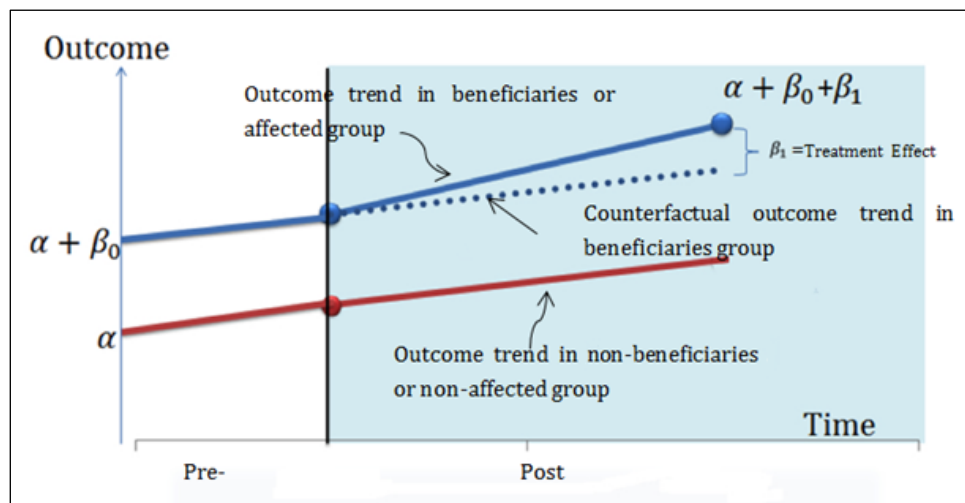 Outcome
Outcome trend in beneficiaries or
affected group
α + β₀+β₁
β₁ =Treatment Effect
α + β₀
Counterfactual outcome trend in
beneficiaries group
α
Outcome trend in non-beneficiaries
or non-affected group
Time
Pre-
Post